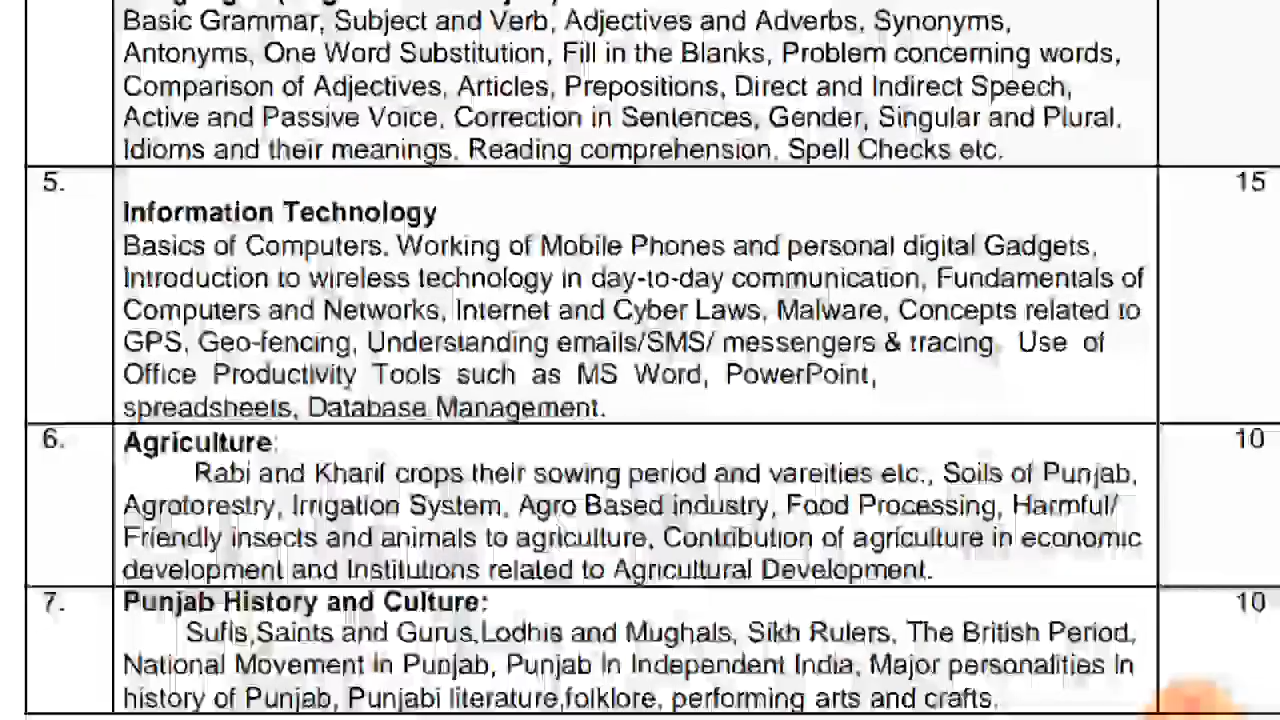 Basic Grammar, Subject and Verb, Adjectives and Adverbs, Synonyms,
Antonyms, One Word Substitution, Fill in the Blanks, Problem concerning words,
Comparison of Adjectives, Articles, Prepositions, Direct and Indirect Speech,
Active and Passive Voice, Correction in Sentences, Gender, Singular and Plural,
Idioms and their meanings, Reading comprehension, Spell Checks etc.
5. 15
Information Technology
Basics of Computers, Working of Mobile Phones and personal digital Gadgets,
Introduction to wireless technology in day-to-day communication, Fundamentals of
Computers and Networks, Internet and Cyber Laws, Malware, Concepts related to
GPS, Geo-fencing, Understanding emails/SMS/ messengers & tracing, Use of
Office Productivity Tools such as MS Word, PowerPoint,
spreadsheets, Database Management.
6. Agriculture: 10
Rabi and Kharif crops their sowing period and vareities etc., Soils of Punjab,
Agroforestry, Irrigation System, Agro Based industry, Food Processing, Harmful/
Friendly insects and animals to agriculture, Contribution of agriculture in economic
development and Institutions related to Agricultural Development.
7. Punjab History and Culture: 10
Sufis,Saints and Gurus,Lodhis and Mughals, Sikh Rulers, The British Period,
National Movement in Punjab, Punjab in Independent India, Major personalities in
history of Punjab, Punjabi literature,folklore, performing arts and crafts.